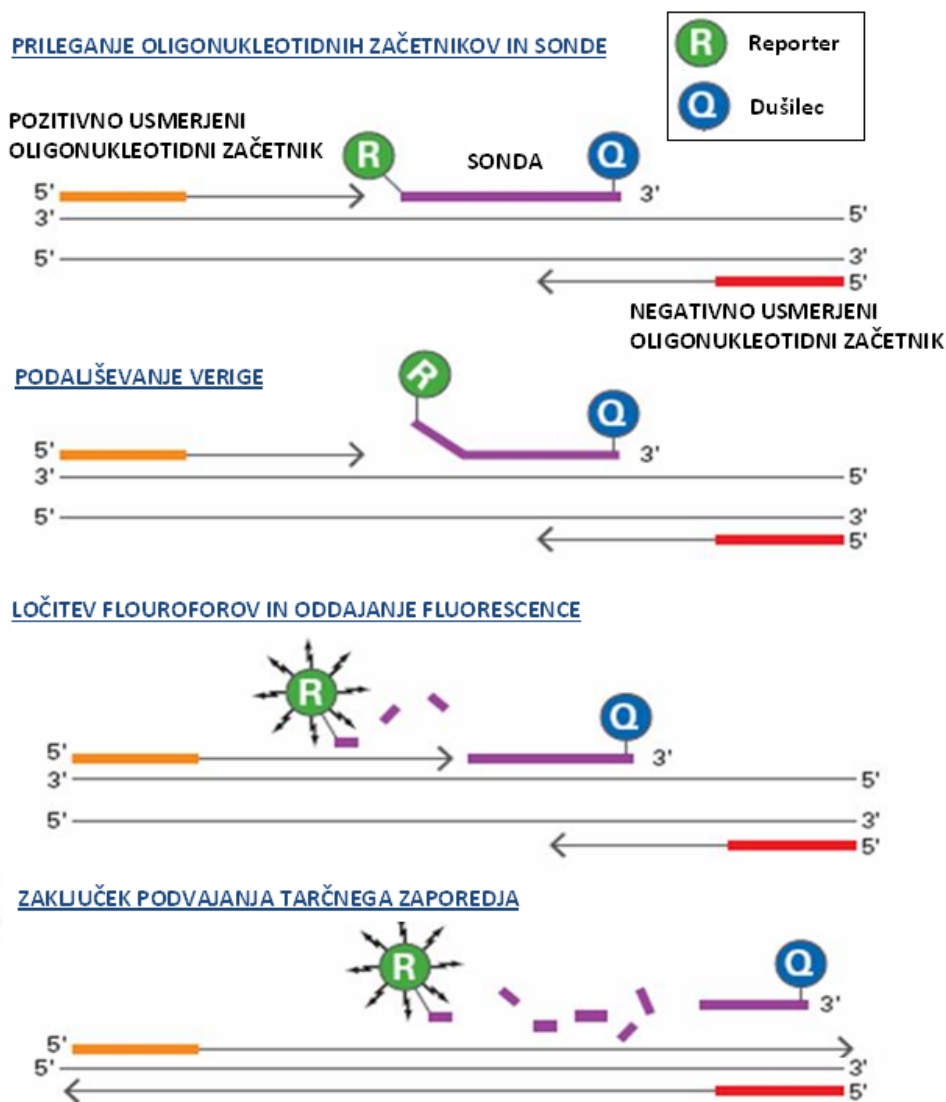 PRILEGANJE OLIGONUKLEOTIDNIH ZAČETNIKOV IN SONDE
R Reporter
Q Dušilec
POZITIVNO USMERJENI
OLIGONUKLEOTIDNI ZAČETNIK
R
SONDA
Q
5' 3'
3' 5'
5' 3'
5'
NEGATIVNO USMERJENI
OLIGONUKLEOTIDNI ZAČETNIK
PODALJŠEVANJE VERIGE
R
Q
5' 3'
3' 5'
5' 3'
5'
LOČITEV FLOUROFOROV IN ODDAJANJE FLUORESCENCE
R
Q
5' 3'
3' 5'
5' 3'
5'
ZAKLJUČEK PODVAJANJA TARČNEGA ZAPOREDJA
R
Q
3'
5'
5' 3'
5'